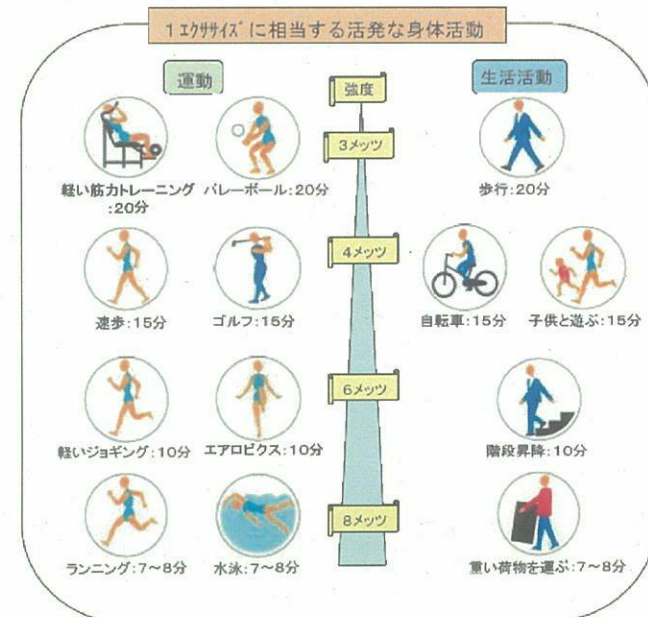 1エクササイズに相当する活発な身体活動
運動
強度
生活活動
3メッツ
軽い筋力トレーニング
:20分
バレーボール:20分
歩行:20分
4メッツ
速歩:15分
ゴルフ:15分
自転車:15分
子供と遊ぶ:15分
6メッツ
軽いジョギング:10分
エアロビクス:10分
階段昇降:10分
8メッツ
ランニング:7～8分
水泳:7～8分
重い荷物を運ぶ:7～8分